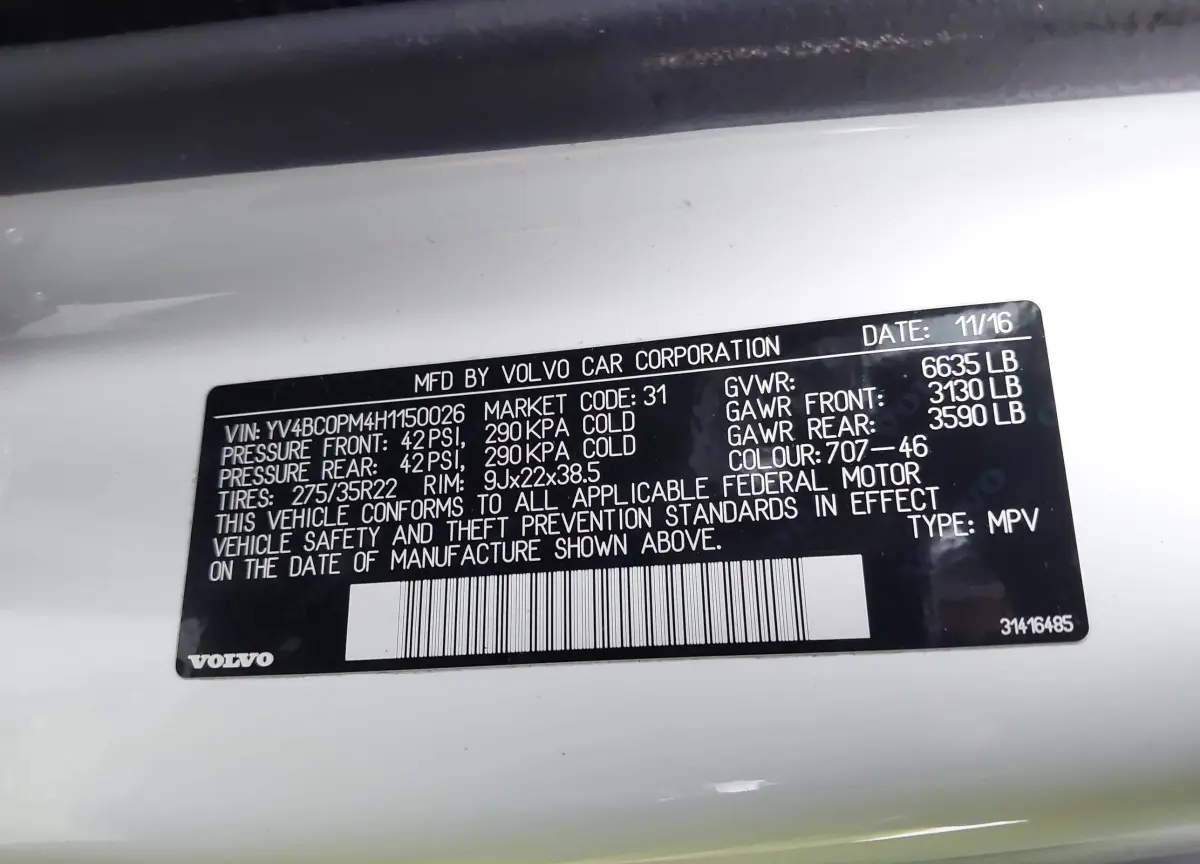 MFD BY VOLVO CAR CORPORATION DATE: 11/16
VIN: YV4BC0PM4H1150026 MARKET CODE: 31 GVWR: 6635 LB
PRESSURE FRONT: 42 PSI, 290 KPA COLD GAWR FRONT: 3130 LB
PRESSURE REAR: 42 PSI, 290 KPA COLD GAWR REAR: 3590 LB
TIRES: 275/35R22 RIM: 9Jx22x38.5 COLOUR: 707-46
THIS VEHICLE CONFORMS TO ALL APPLICABLE FEDERAL MOTOR
VEHICLE SAFETY AND THEFT PREVENTION STANDARDS IN EFFECT
ON THE DATE OF MANUFACTURE SHOWN ABOVE. TYPE: MPV
31416485
VOLVO